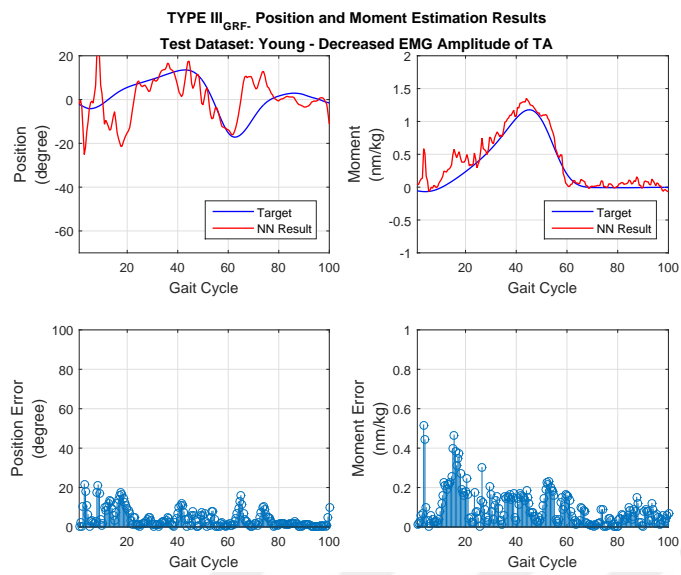 TYPE III_GRF- Position and Moment Estimation Results
Test Dataset: Young - Decreased EMG Amplitude of TA
Position
(degree)
20
0
-20
-40
-60
20
40
60
80
100
Gait Cycle
Target
NN Result
Moment
(nm/kg)
2
1.5
1
0.5
0
-0.5
-1
20
40
60
80
100
Gait Cycle
Target
NN Result
Position Error
(degree)
100
80
60
40
20
0
20
40
60
80
100
Gait Cycle
Moment Error
(nm/kg)
1
0.8
0.6
0.4
0.2
0
20
40
60
80
100
Gait Cycle